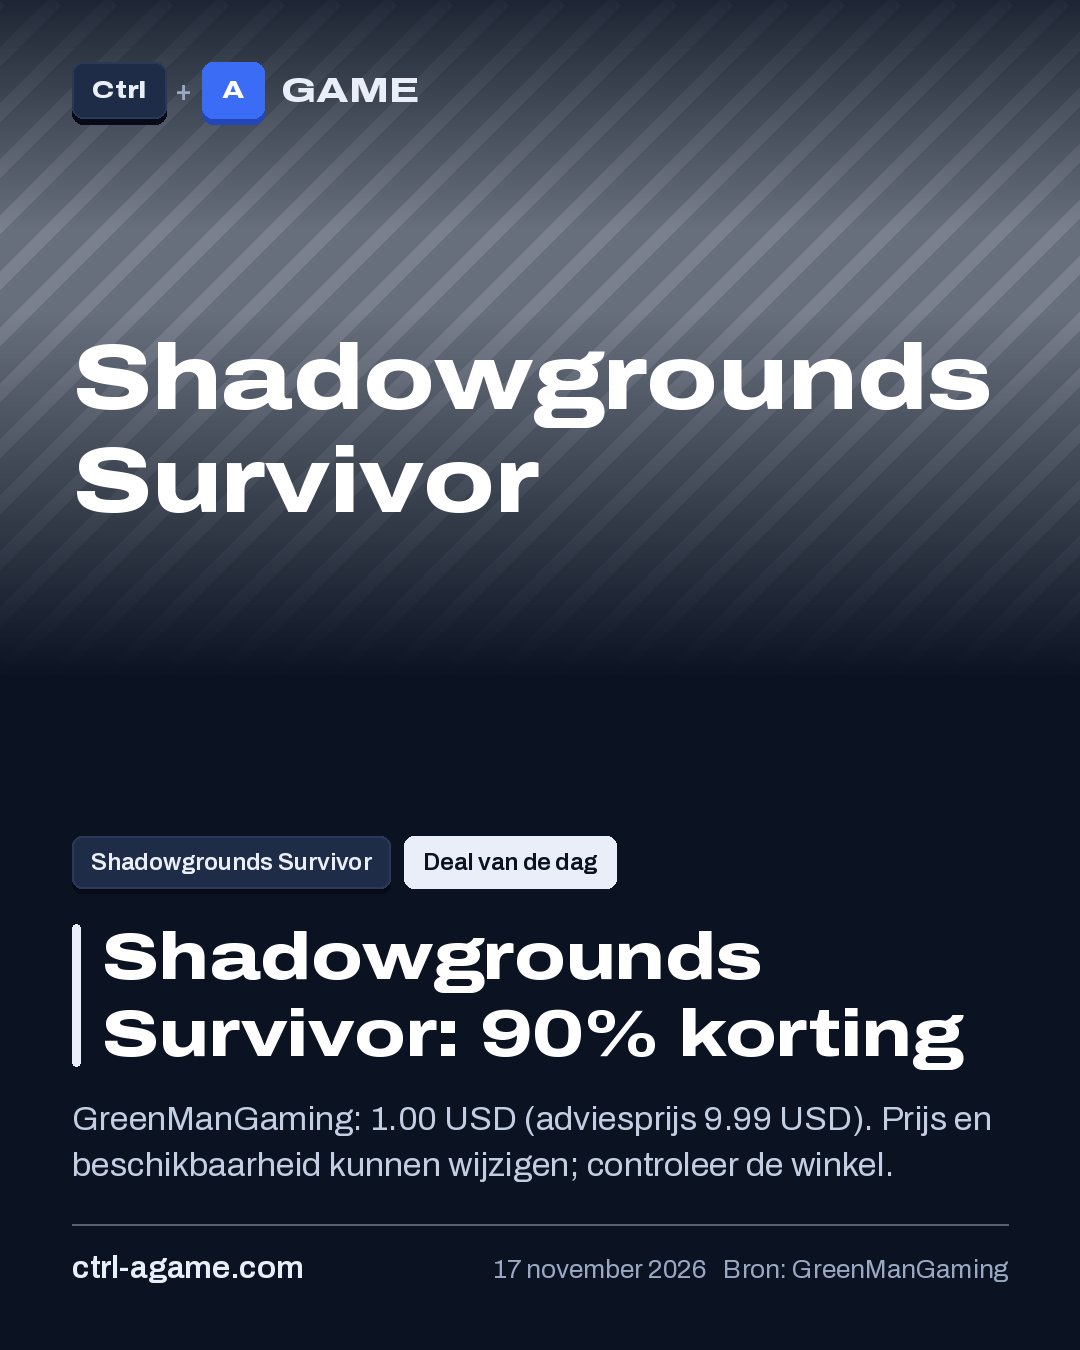 Ctrl + A GAME
Shadowgrounds
Survivor
Shadowgrounds Survivor Deal van de dag
Shadowgrounds
Survivor: 90% korting
GreenManGaming: 1.00 USD (adviesprijs 9.99 USD). Prijs en
beschikbaarheid kunnen wijzigen; controleer de winkel.
ctrl-agame.com 17 november 2026 Bron: GreenManGaming